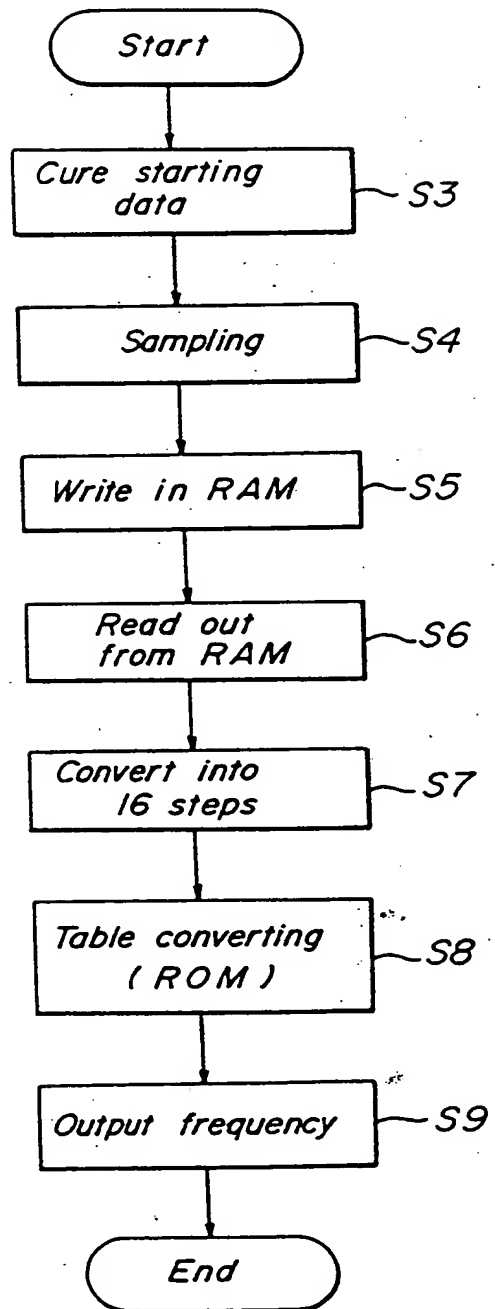 Start
Cure starting
data
S3
Sampling
S4
Write in RAM
S5
Read out
from RAM
S6
Convert into
16 steps
S7
Table converting
(ROM)
S8
Output frequency
S9
End